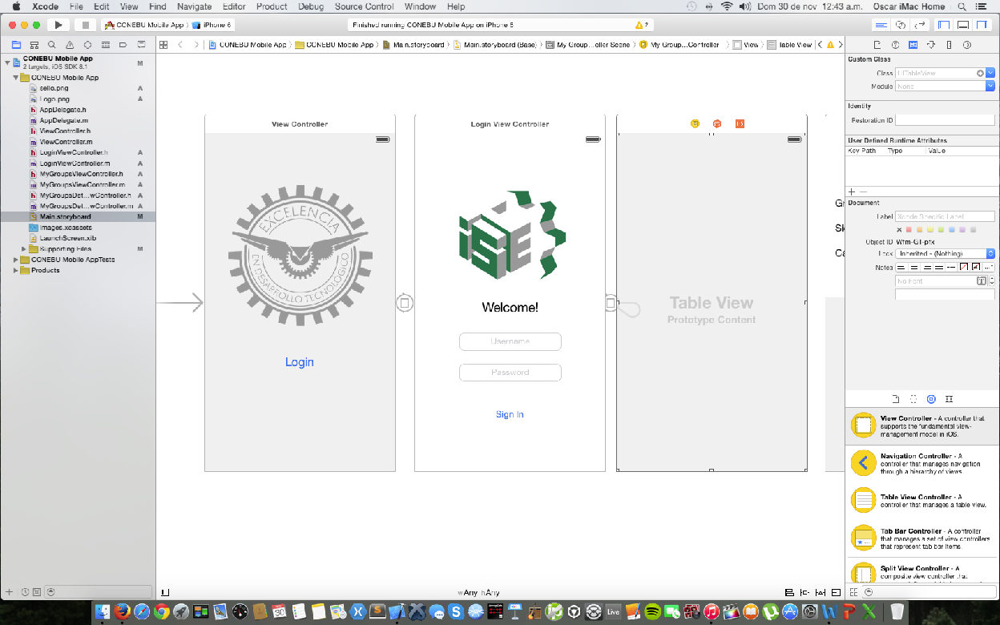 Xcode File Edit View Find Navigate Editor Product Debug Source Control Window Help Dom 30 de nov 12:43 a.m. Oscar iMac Home
CONEBU Mobile App iPhone 6 Finished running CONEBU Mobile App on iPhone 6 2
CONEBU Mobile App CONEBU Mobile App Main.storyboard Main.storyboard (Base) My Group...ller Scene My Group...Controller View Table View
CONEBU Mobile App M
2 targets, iOS SDK 8.1
CONEBU Mobile App
sello.png A
Logo.png A
AppDelegate.h
AppDelegate.m
ViewController.h
ViewController.m
LoginViewController.h A
LoginViewController.m A
MyGroupsViewController.h A
MyGroupsViewController.m A
MyGroupsDet...wController.h A
MyGroupsDet...wController.m A
Main.storyboard M
Images.xcassets
LaunchScreen.xib
Supporting Files M
CONEBU Mobile AppTests
Products
View Controller
EXCELENCIA
EN DESARROLLO TECNOLOGICO
Login
Login View Controller
iSE
Welcome!
Username
Password
Sign In
Table View
Prototype Content
wAny hAny
Custom Class
Class UITableView
Module None
Identity
Restoration ID
User Defined Runtime Attributes
Key Path Type Value
Document
Label Xcode Specific Label
Object ID Wfm-GT-pfx
Lock Inherited - (Nothing)
Notes
No Font
View Controller - A controller that
supports the fundamental view-
management model in iOS.
Navigation Controller - A
controller that manages navigation
through a hierarchy of views.
Table View Controller - A
controller that manages a table view.
Tab Bar Controller - A controller
that manages a set of view controllers
that represent tab bar items.
Split View Controller - A
composite view controller that
30
Live